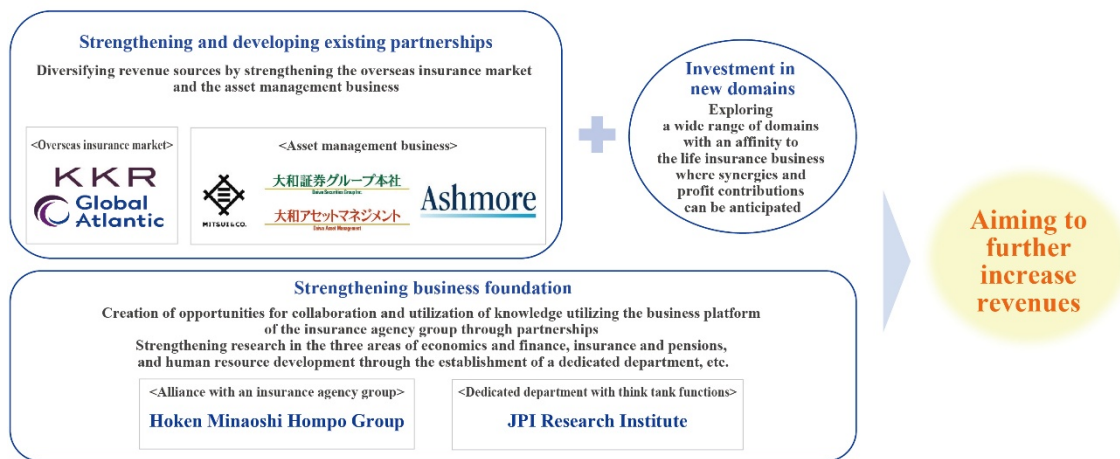 Strengthening and developing existing partnerships
Diversifying revenue sources by strengthening the overseas insurance market
and the asset management business
<Overseas insurance market>
KKR
Global
Atlantic
<Asset management business>
MITSUI & CO.
大和証券グループ本社
Daiwa Securities Group Inc.
大和アセットマネジメント
Daiwa Asset Management
Ashmore
Investment in
new domains
Exploring
a wide range of domains
with an affinity to
the life insurance business
where synergies and
profit contributions
can be anticipated
Strengthening business foundation
Creation of opportunities for collaboration and utilization of knowledge utilizing the business platform
of the insurance agency group through partnerships
Strengthening research in the three areas of economics and finance, insurance and pensions,
and human resource development through the establishment of a dedicated department, etc.
<Alliance with an insurance agency group>
Hoken Minaoshi Hompo Group
<Dedicated department with think tank functions>
JPI Research Institute
Aiming to
further
increase
revenues